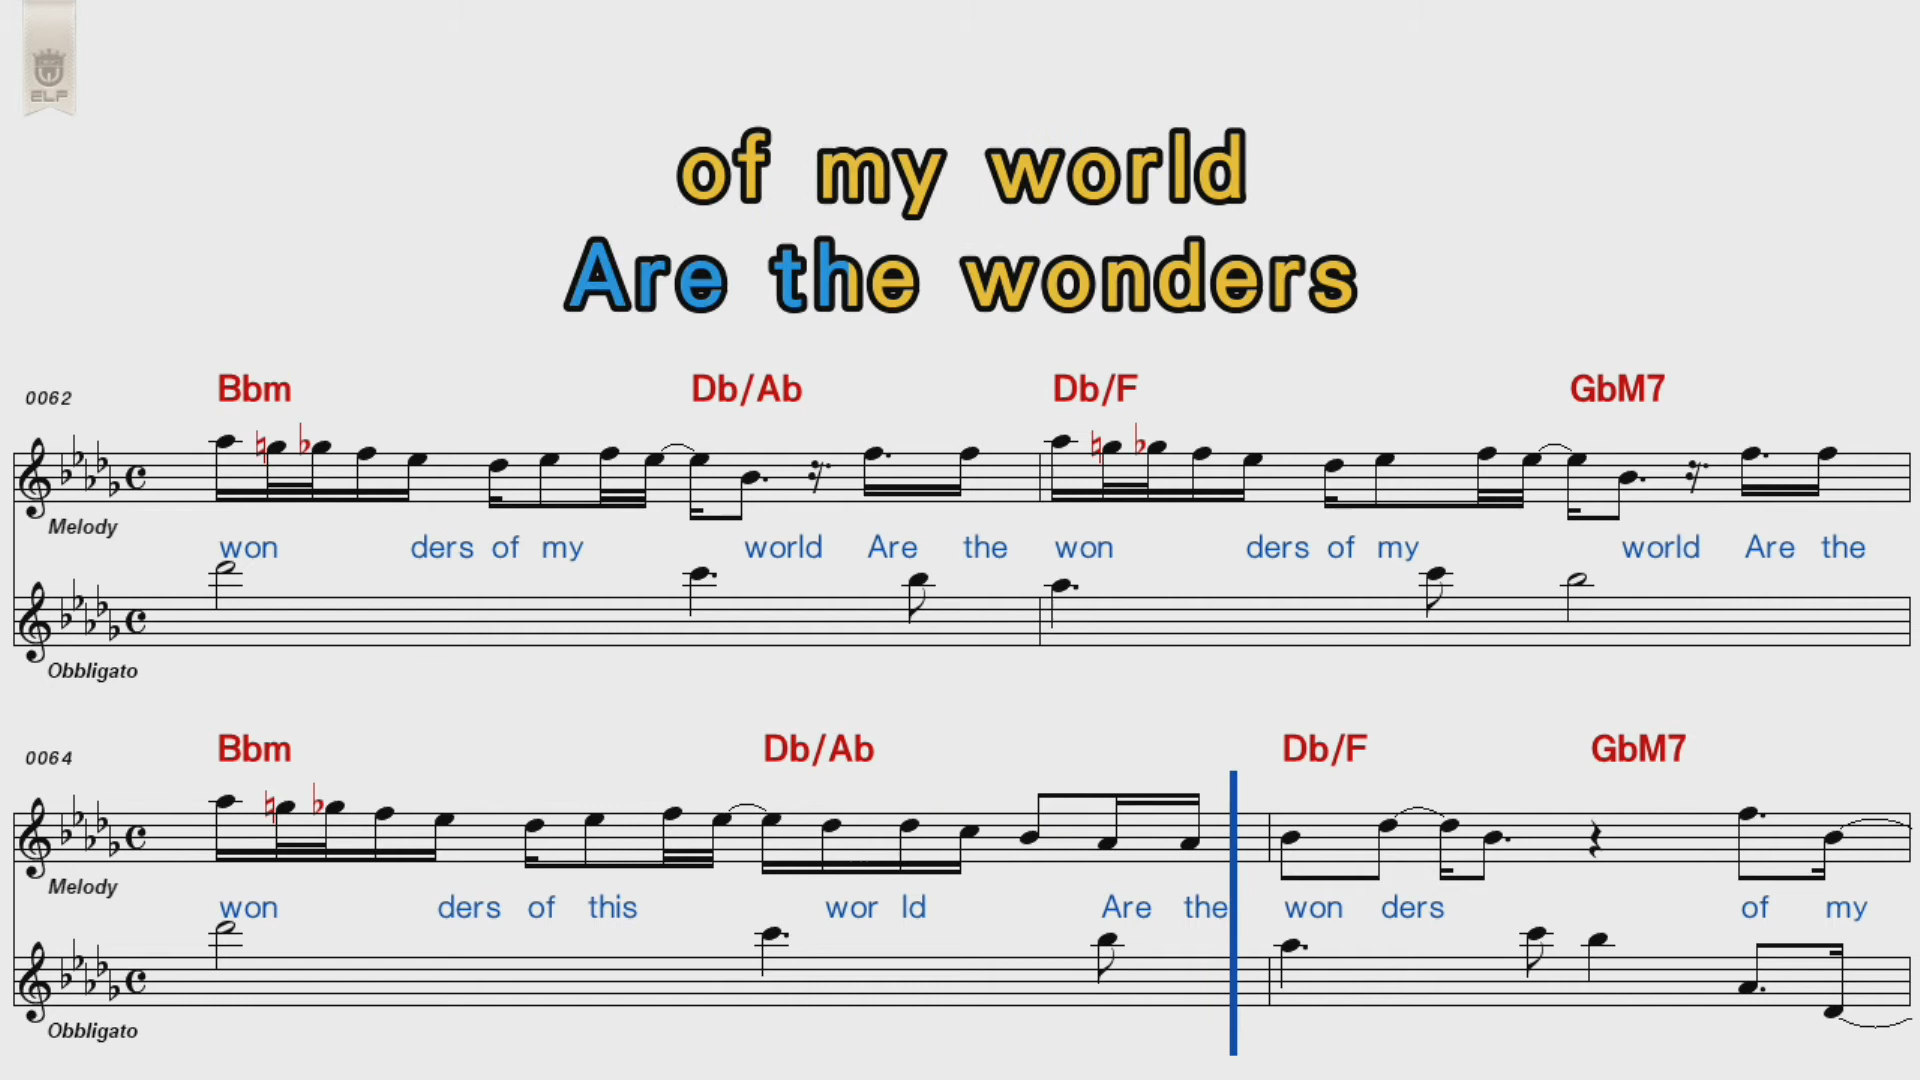 ELF
of my world
Are the wonders
0062 Bbm Db/Ab Db/F GbM7
Melody
won ders of my world Are the won ders of my world Are the
Obbligato
0064 Bbm Db/Ab Db/F GbM7
Melody
won ders of this wor ld Are the won ders of my
Obbligato